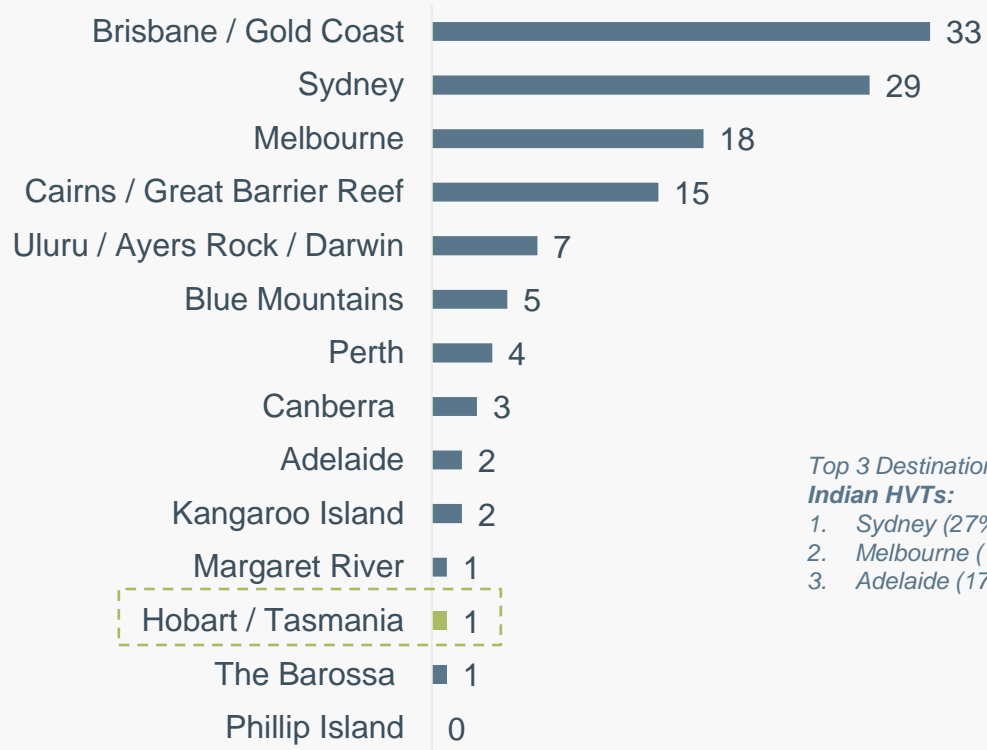 Brisbane / Gold Coast 33
Sydney 29
Melbourne 18
Cairns / Great Barrier Reef 15
Uluru / Ayers Rock / Darwin 7
Blue Mountains 5
Perth 4
Canberra 3
Adelaide 2
Kangaroo Island 2
Margaret River 1
Hobart / Tasmania 1
The Barossa 1
Phillip Island 0
Top 3 Destination
Indian HVTs:
1. Sydney (27%
2. Melbourne (
3. Adelaide (17